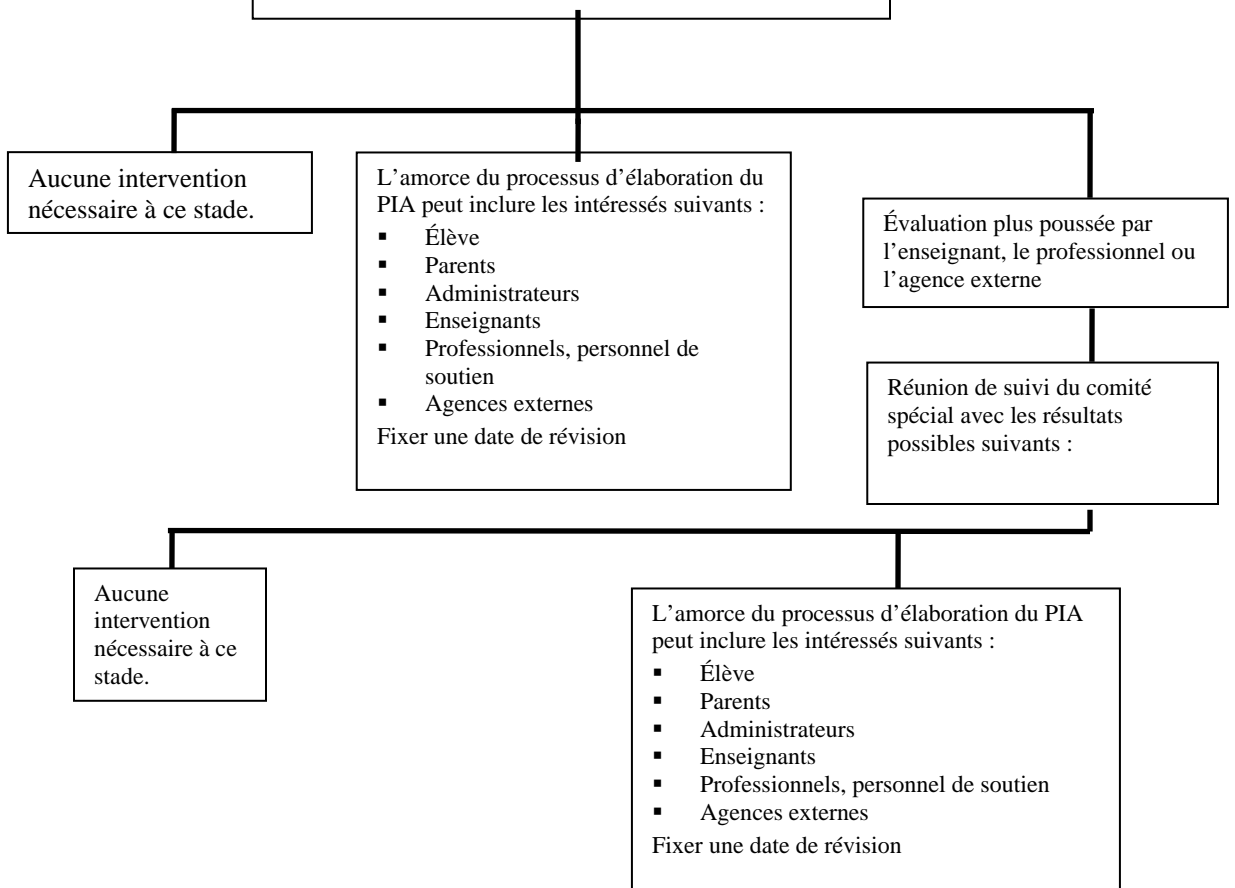 Aucune intervention
nécessaire à ce stade.
L’amorce du processus d’élaboration du
PIA peut inclure les intéressés suivants :
▪ Élève
▪ Parents
▪ Administrateurs
▪ Enseignants
▪ Professionnels, personnel de
soutien
▪ Agences externes
Fixer une date de révision
Évaluation plus poussée par
l’enseignant, le professionnel ou
l’agence externe
Réunion de suivi du comité
spécial avec les résultats
possibles suivants :
Aucune
intervention
nécessaire à ce
stade.
L’amorce du processus d’élaboration du PIA
peut inclure les intéressés suivants :
▪ Élève
▪ Parents
▪ Administrateurs
▪ Enseignants
▪ Professionnels, personnel de soutien
▪ Agences externes
Fixer une date de révision